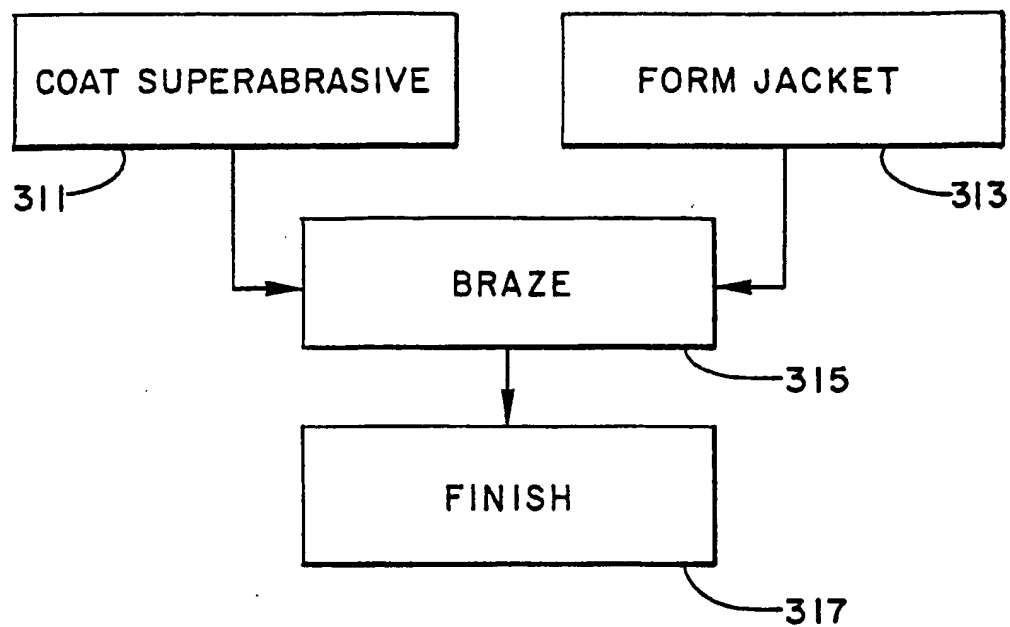 COAT SUPERABRASIVE
FORM JACKET
311
313
BRAZE
315
FINISH
317